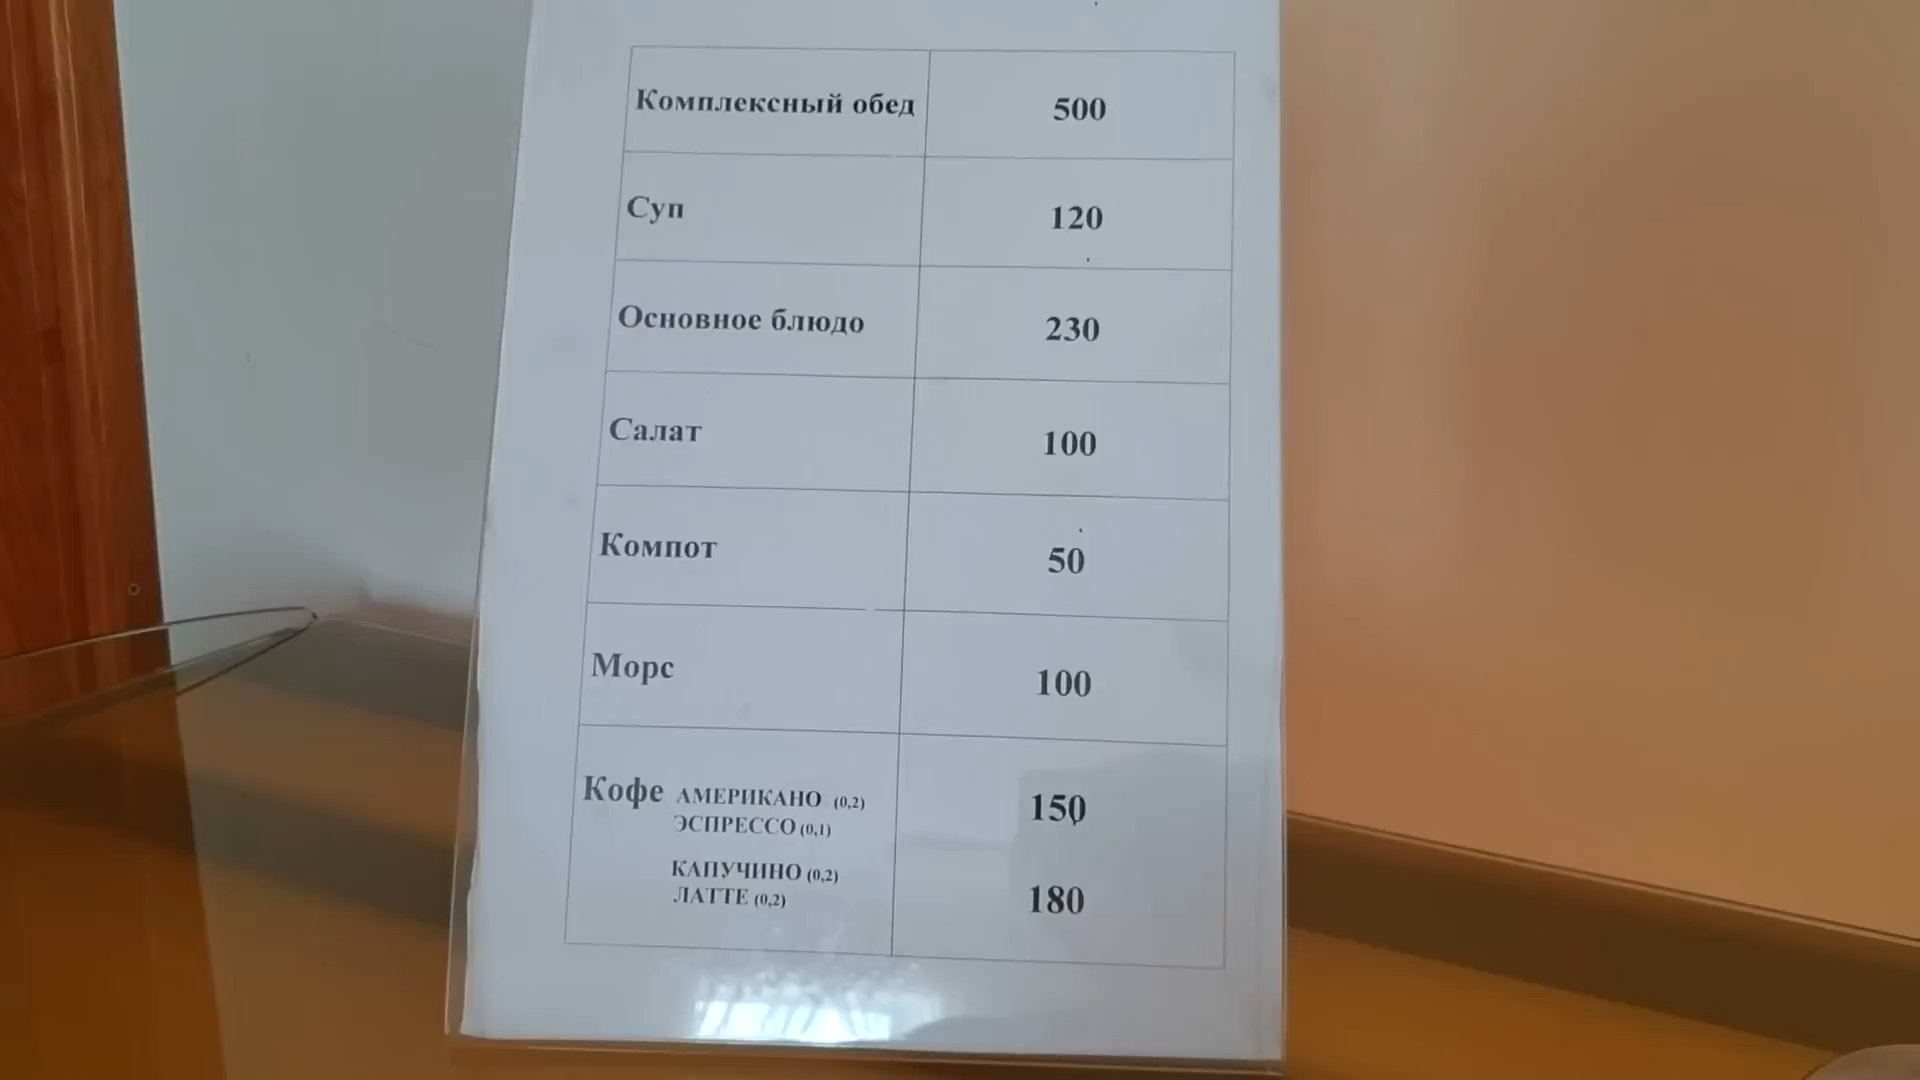 Комплексный обед 500
Суп 120
Основное блюдо 230
Салат 100
Компот 50
Морс 100
Кофе АМЕРИКАНО (0,2) 150
ЭСПРЕССО (0,1)
КАПУЧИНО (0,2) 180
ЛАТТЕ (0,2)